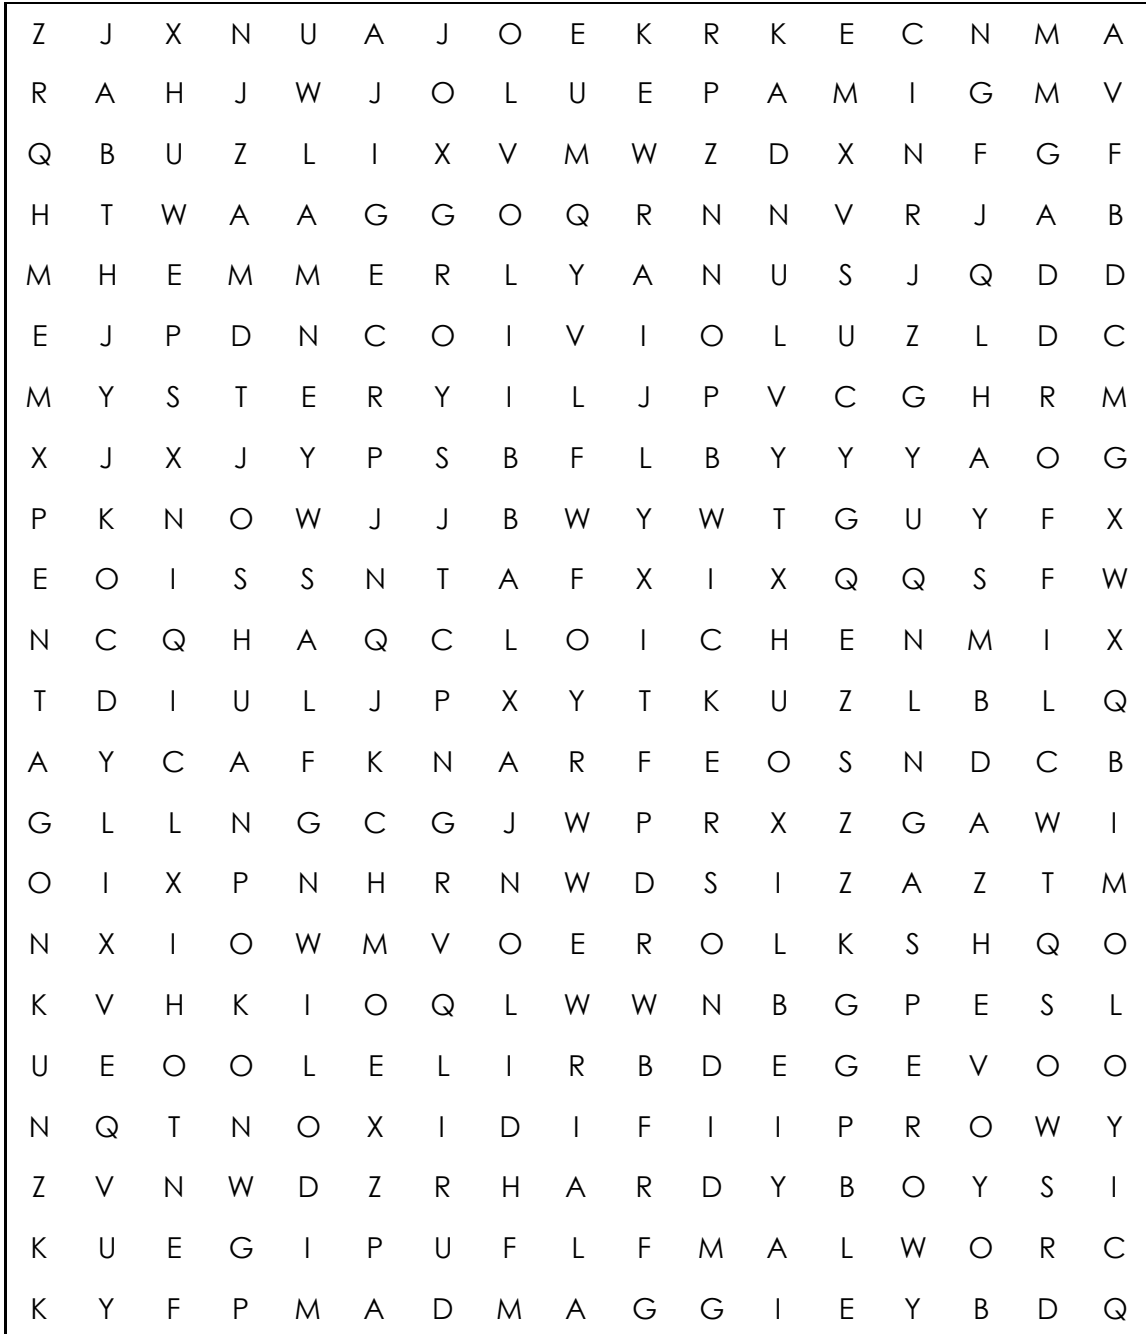 Z J X N U A J O E K R K E C N M A
R A H J W J O L U E P A M I G M V
Q B U Z L I X V M W Z D X N F G F
H T W A A G G O Q R N N V R J A B
M H E M M E R L Y A N U S J Q D D
E J P D N C O I V I O L U Z L D C
M Y S T E R Y I L J P V C G H R M
X J X J Y P S B F L B Y Y Y A O G
P K N O W J J B W Y W T G U Y F X
E O I S S N T A F X I X Q Q S F W
N C Q H A Q C L O I C H E N M I X
T D I U L J P X Y T K U Z L B L Q
A Y C A F K N A R F E O S N D C B
G L L N G C G J W P R X Z G A W I
O I X P N H R N W D S I Z A Z T M
N X I O W M V O E R O L K S H Q O
K V H K I O Q L W W N B G P E S L
U E O O L E L I R B D E G E V O O
N Q T N O X I D I F I I P R O W Y
Z V N W D Z R H A R D Y B O Y S I
K U E G I P U F L F M A L W O R C
K Y F P M A D M A G G I E Y B D Q